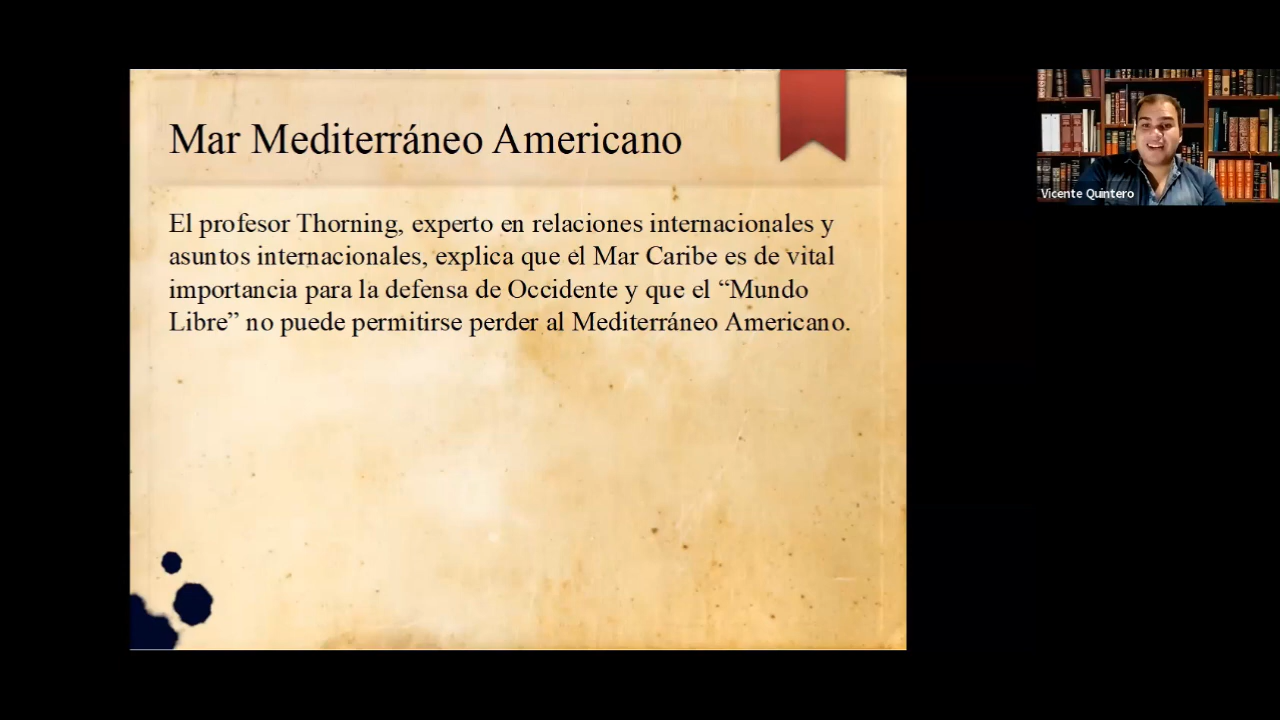 Mar Mediterráneo Americano
El profesor Thorning, experto en relaciones internacionales y
asuntos internacionales, explica que el Mar Caribe es de vital
importancia para la defensa de Occidente y que el “Mundo
Libre” no puede permitirse perder al Mediterráneo Americano.
Vicente Quintero